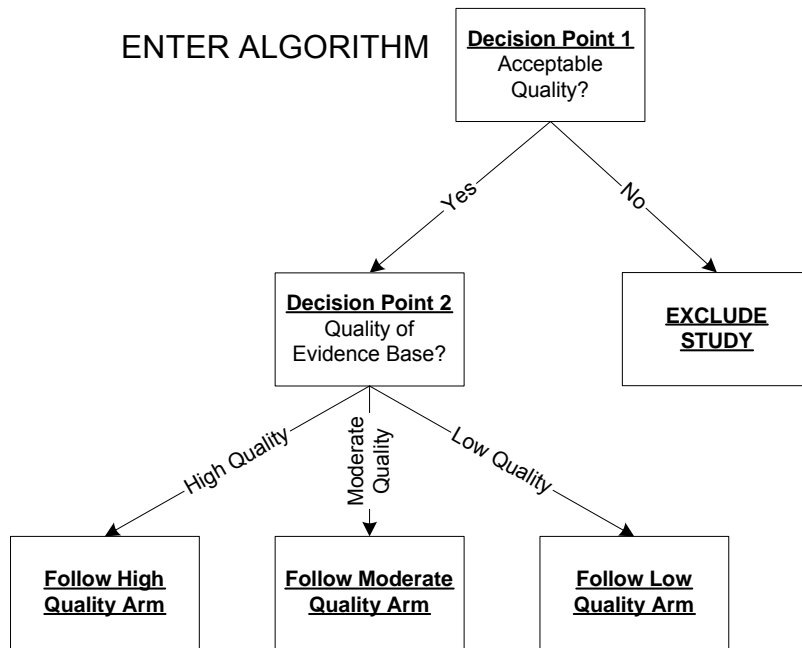 ENTER ALGORITHM
Decision Point 1
Acceptable
Quality?
Yes
No
Decision Point 2
Quality of
Evidence Base?
EXCLUDE
STUDY
High Quality
Moderate
Quality
Low Quality
Follow High
Quality Arm
Follow Moderate
Quality Arm
Follow Low
Quality Arm